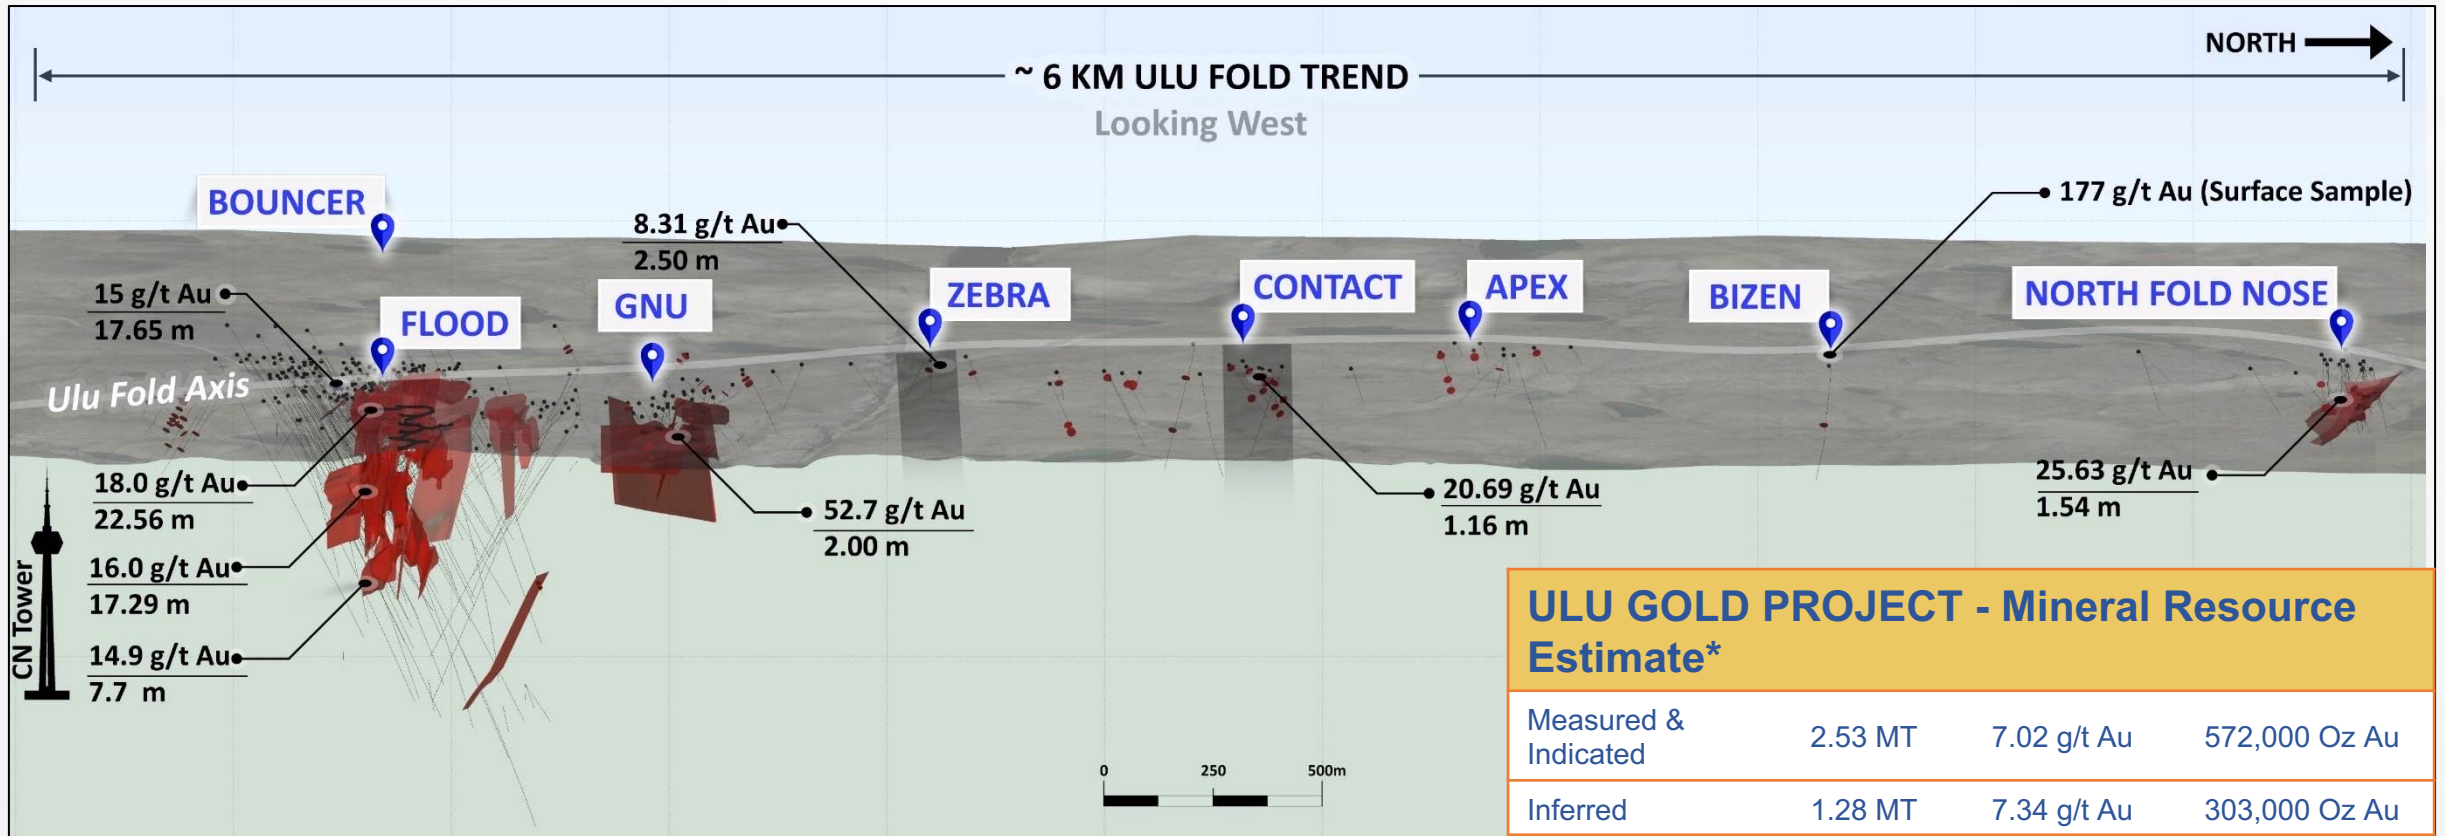 NORTH
~ 6 KM ULU FOLD TREND
Looking West
BOUNCER
177 g/t Au (Surface Sample)
8.31 g/t Au
2.50 m
15 g/t Au
17.65 m
FLOOD
GNU
ZEBRA
CONTACT
APEX
BIZEN
NORTH FOLD NOSE
Ulu Fold Axis
18.0 g/t Au
22.56 m
16.0 g/t Au
17.29 m
14.9 g/t Au
7.7 m
CN Tower
52.7 g/t Au
2.00 m
20.69 g/t Au
1.16 m
25.63 g/t Au
1.54 m
0 250 500m
ULU GOLD PROJECT - Mineral Resource
Estimate*
Measured &
Indicated
2.53 MT 7.02 g/t Au 572,000 Oz Au
Inferred 1.28 MT 7.34 g/t Au 303,000 Oz Au